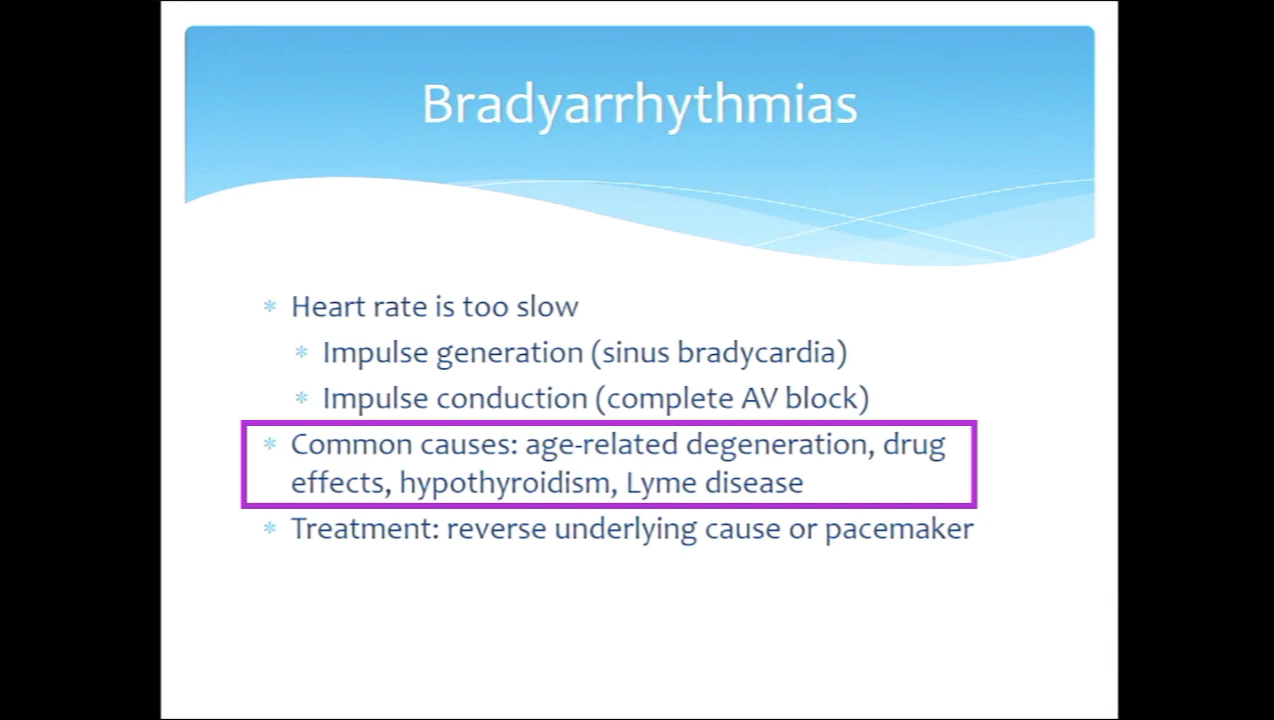 Bradyarrhythmias
* Heart rate is too slow
* Impulse generation (sinus bradycardia)
* Impulse conduction (complete AV block)
* Common causes: age-related degeneration, drug
effects, hypothyroidism, Lyme disease
* Treatment: reverse underlying cause or pacemaker